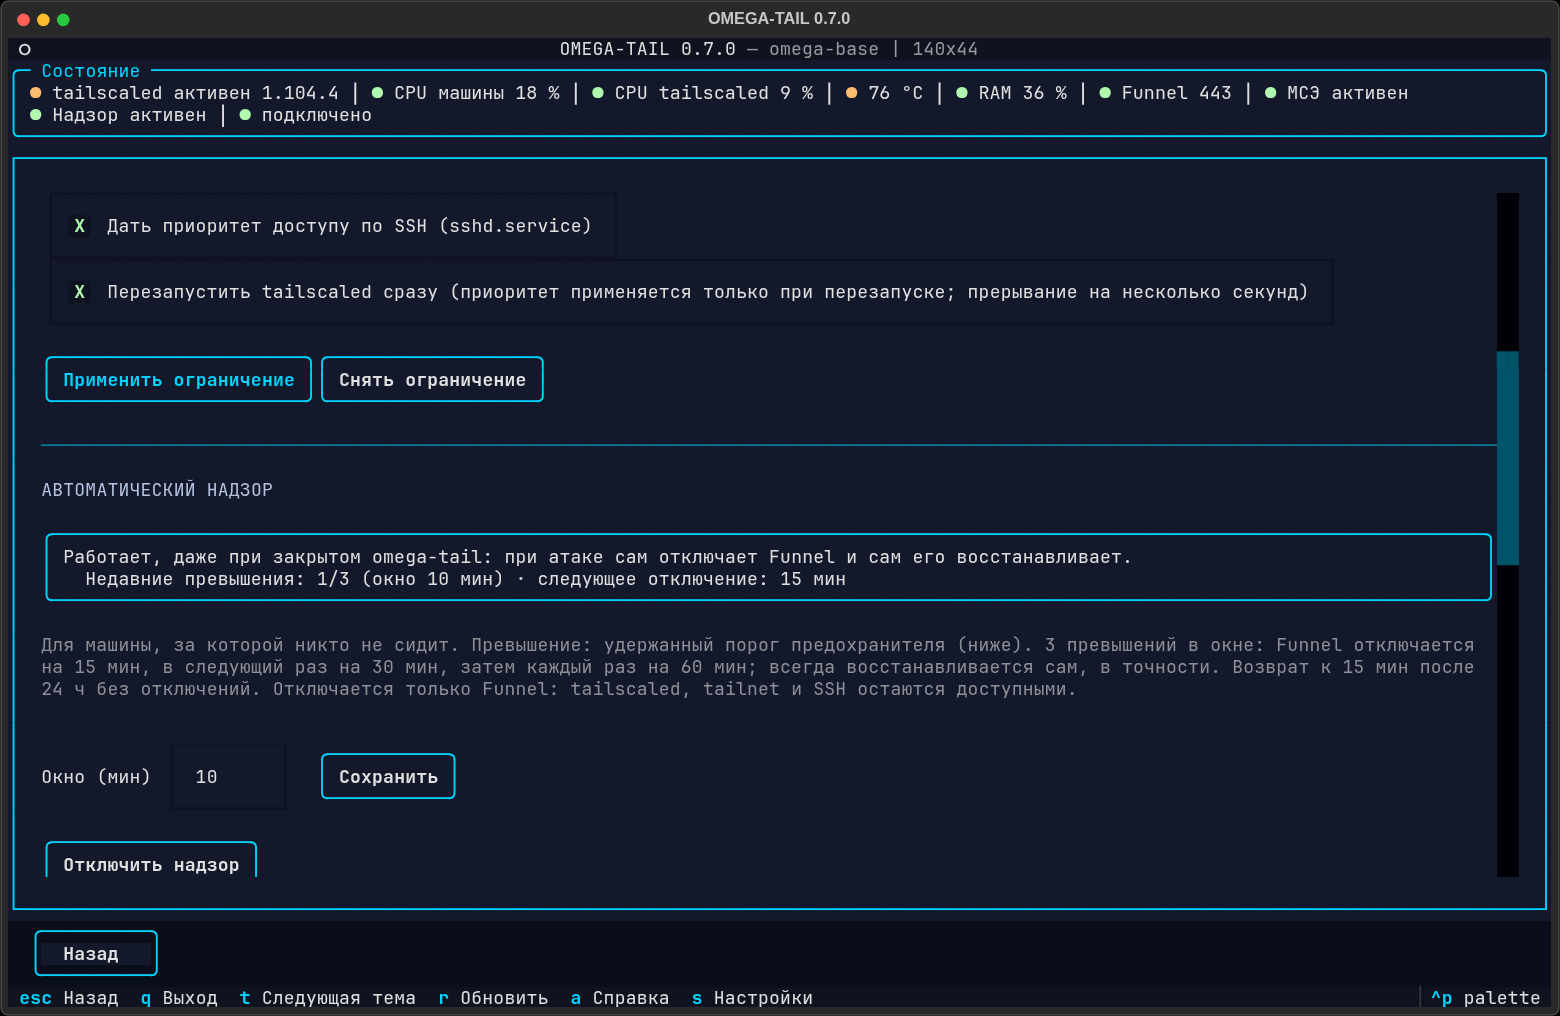 OMEGA-TAIL 0.7.0
OMEGA-TAIL 0.7.0 — omega-base | 140x44
Состояние
● tailscaled активен 1.104.4 │ ● CPU машины 18 % │ ● CPU tailscaled 9 % │ ● 76 °C │ ● RAM 36 % │ ● Funnel 443 │ ● МСЭ активен
● Надзор активен │ ● подключено
X Дать приоритет доступу по SSH (sshd.service)
X Перезапустить tailscaled сразу (приоритет применяется только при перезапуске; прерывание на несколько секунд)
Применить ограничение Снять ограничение
АВТОМАТИЧЕСКИЙ НАДЗОР
Работает, даже при закрытом omega-tail: при атаке сам отключает Funnel и сам его восстанавливает.
Недавние превышения: 1/3 (окно 10 мин) · следующее отключение: 15 мин
Для машины, за которой никто не сидит. Превышение: удержанный порог предохранителя (ниже). 3 превышений в окне: Funnel отключается
на 15 мин, в следующий раз на 30 мин, затем каждый раз на 60 мин; всегда восстанавливается сам, в точности. Возврат к 15 мин после
24 ч без отключений. Отключается только Funnel: tailscaled, tailnet и SSH остаются доступными.
Окно (мин) 10 Сохранить
Отключить надзор
Назад
esc Назад q Выход t Следующая тема r Обновить a Справка s Настройки ^p palette